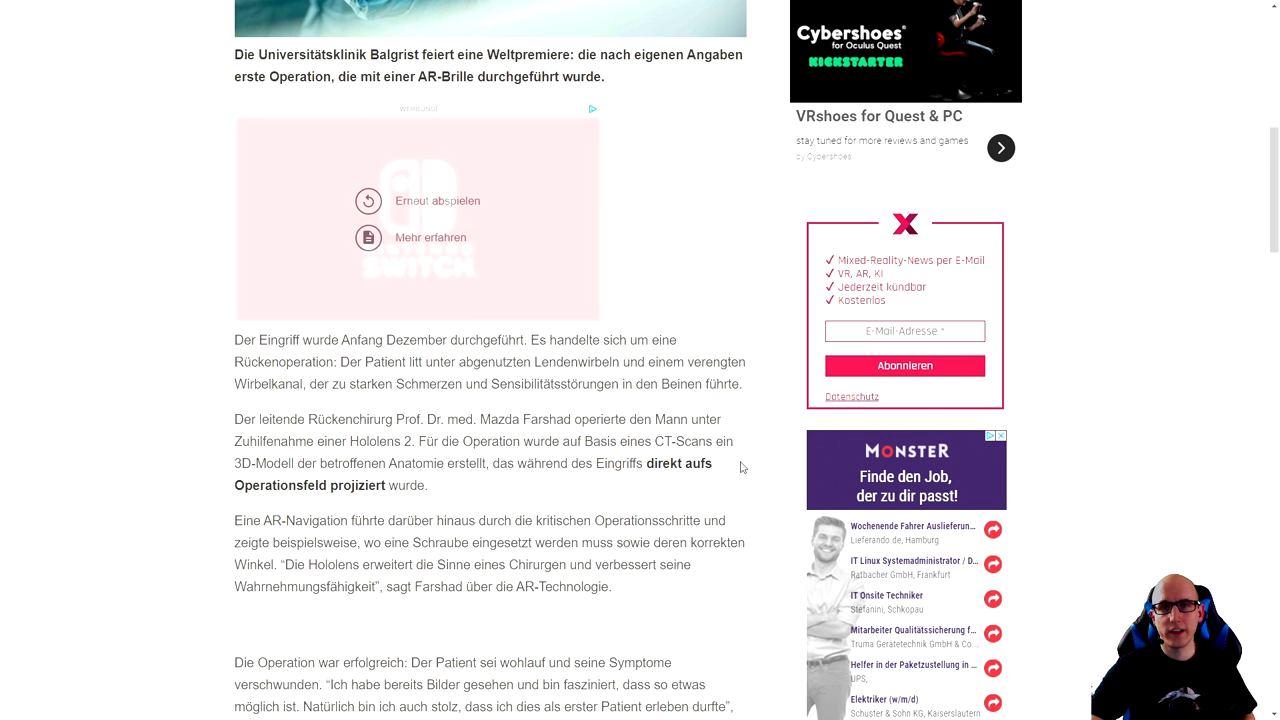 Die Universitätsklinik Balgrist feiert eine Weltpremiere: die nach eigenen Angaben
erste Operation, die mit einer AR-Brille durchgeführt wurde.
WERBUNG
Erneut abspielen
Mehr erfahren
SWITCH
Der Eingriff wurde Anfang Dezember durchgeführt. Es handelte sich um eine
Rückenoperation: Der Patient litt unter abgenutzten Lendenwirbeln und einem verengten
Wirbelkanal, der zu starken Schmerzen und Sensibilitätsstörungen in den Beinen führte.
Der leitende Rückenchirurg Prof. Dr. med. Mazda Farshad operierte den Mann unter
Zuhilfenahme einer Hololens 2. Für die Operation wurde auf Basis eines CT-Scans ein
3D-Modell der betroffenen Anatomie erstellt, das während des Eingriffs direkt aufs
Operationsfeld projiziert wurde.
Eine AR-Navigation führte darüber hinaus durch die kritischen Operationsschritte und
zeigte beispielsweise, wo eine Schraube eingesetzt werden muss sowie deren korrekten
Winkel. “Die Hololens erweitert die Sinne eines Chirurgen und verbessert seine
Wahrnehmungsfähigkeit”, sagt Farshad über die AR-Technologie.
Die Operation war erfolgreich: Der Patient sei wohlauf und seine Symptome
verschwunden. “Ich habe bereits Bilder gesehen und bin fasziniert, dass so etwas
möglich ist. Natürlich bin ich auch stolz, dass ich dies als erster Patient erleben durfte”,
Cybershoes®
for Oculus Quest
KICKSTARTER
VRshoes for Quest & PC
stay tuned for more reviews and games
by Cybershoes
X
✓ Mixed-Reality-News per E-Mail
✓ VR, AR, KI
✓ Jederzeit kündbar
✓ Kostenlos
E-Mail-Adresse *
Abonnieren
Datenschutz
MONSTER
Finde den Job,
der zu dir passt!
Wochenende Fahrer Auslieferun...
Lieferando.de, Hamburg
IT Linux Systemadministrator / D...
Ratbacher GmbH, Frankfurt
IT Onsite Techniker
Stefanini, Schkopau
Mitarbeiter Qualitätssicherung f...
Truma Gerätetechnik GmbH & Co...
Helfer in der Paketzustellung in ...
UPS,
Elektriker (w/m/d)
Schuster & Sohn KG, Kaiserslautern